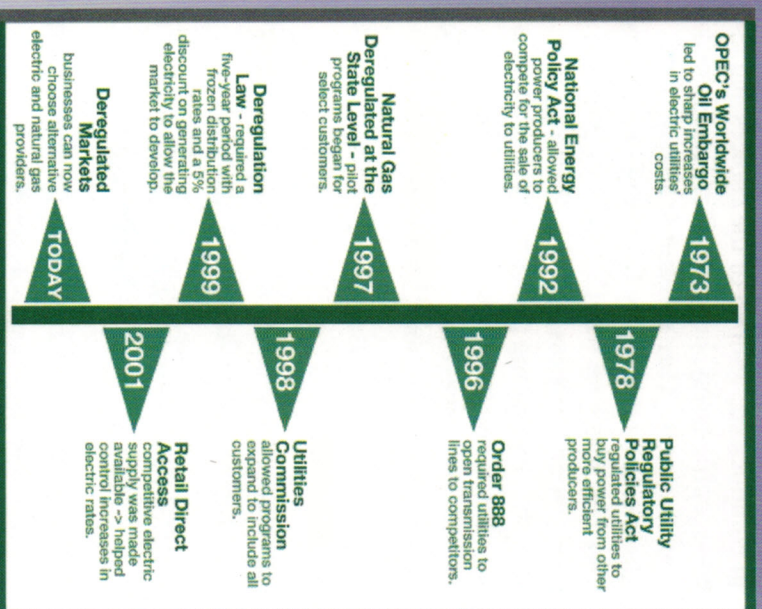 OPEC's Worldwide
Oil Embargo
led to sharp increases
in electric utilities'
costs.
1973
1978
Public Utility
Regulatory
Policies Act
regulated utilities to
buy power from other
more efficient
producers.
National Energy
Policy Act - allowed
power producers to
compete for the sale of
electricity to utilities.
1992
1996
Order 888
required utilities to
open transmission
lines to competitors.
Natural Gas
Deregulated at the
State Level - pilot
programs began for
select customers.
1997
1998
Utilities
Commission
allowed programs to
expand to include all
customers.
Deregulation
Law - required a
five-year period with
frozen distribution
rates and a 5%
discount on generating
electricity to allow the
market to develop.
1999
2001
Retail Direct
Access
competitive electric
supply was made
available -> helped
control increases in
electric rates.
Deregulated
Markets
businesses can now
choose alternative
electric and natural gas
providers.
TODAY